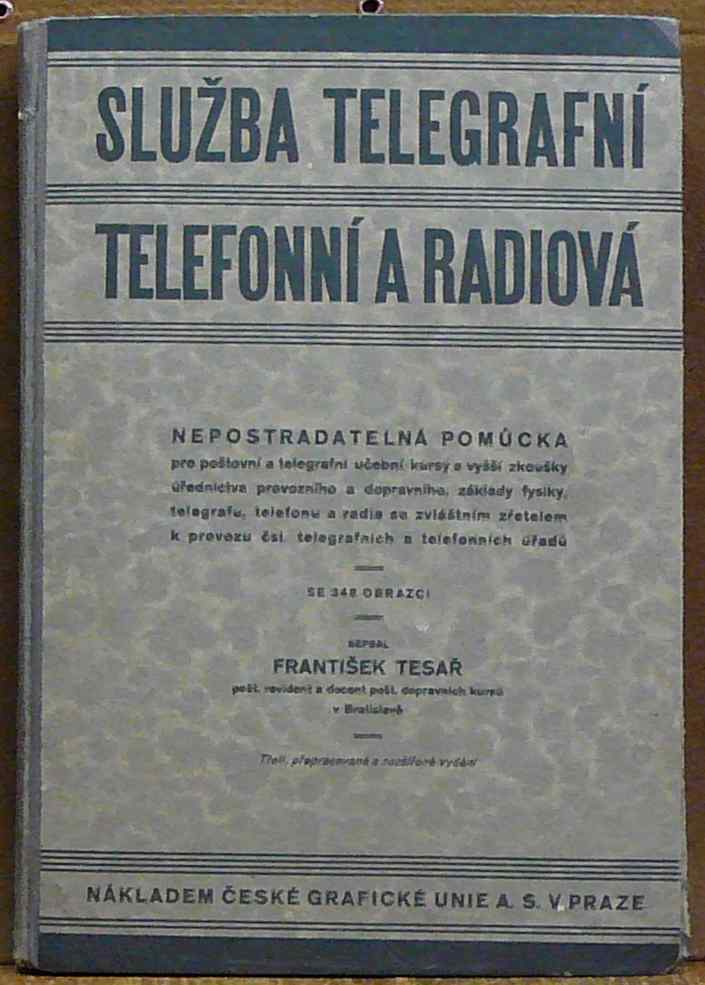 SLUŽBA TELEGRAFNÍ
TELEFONNÍ A RADIOVÁ
NEPOSTRADATELNÁ POMŮCKA
pro poštovní a telegrafní učební kursy a vyšší zkoušky
úřednictva provozního a dopravního, základy fysiky,
telegrafu, telefonu a radia se zvláštním zřetelem
k provozu čsl. telegrafních a telefonních úřadů
SE 348 OBRAZCI
SEPSAL
FRANTIŠEK TESAŘ
pošt. revident a docent pošt. dopravních kursů
v Bratislavě
Třetí, přepracované a rozšířené vydání
NÁKLADEM ČESKÉ GRAFICKÉ UNIE A. S. V PRAZE